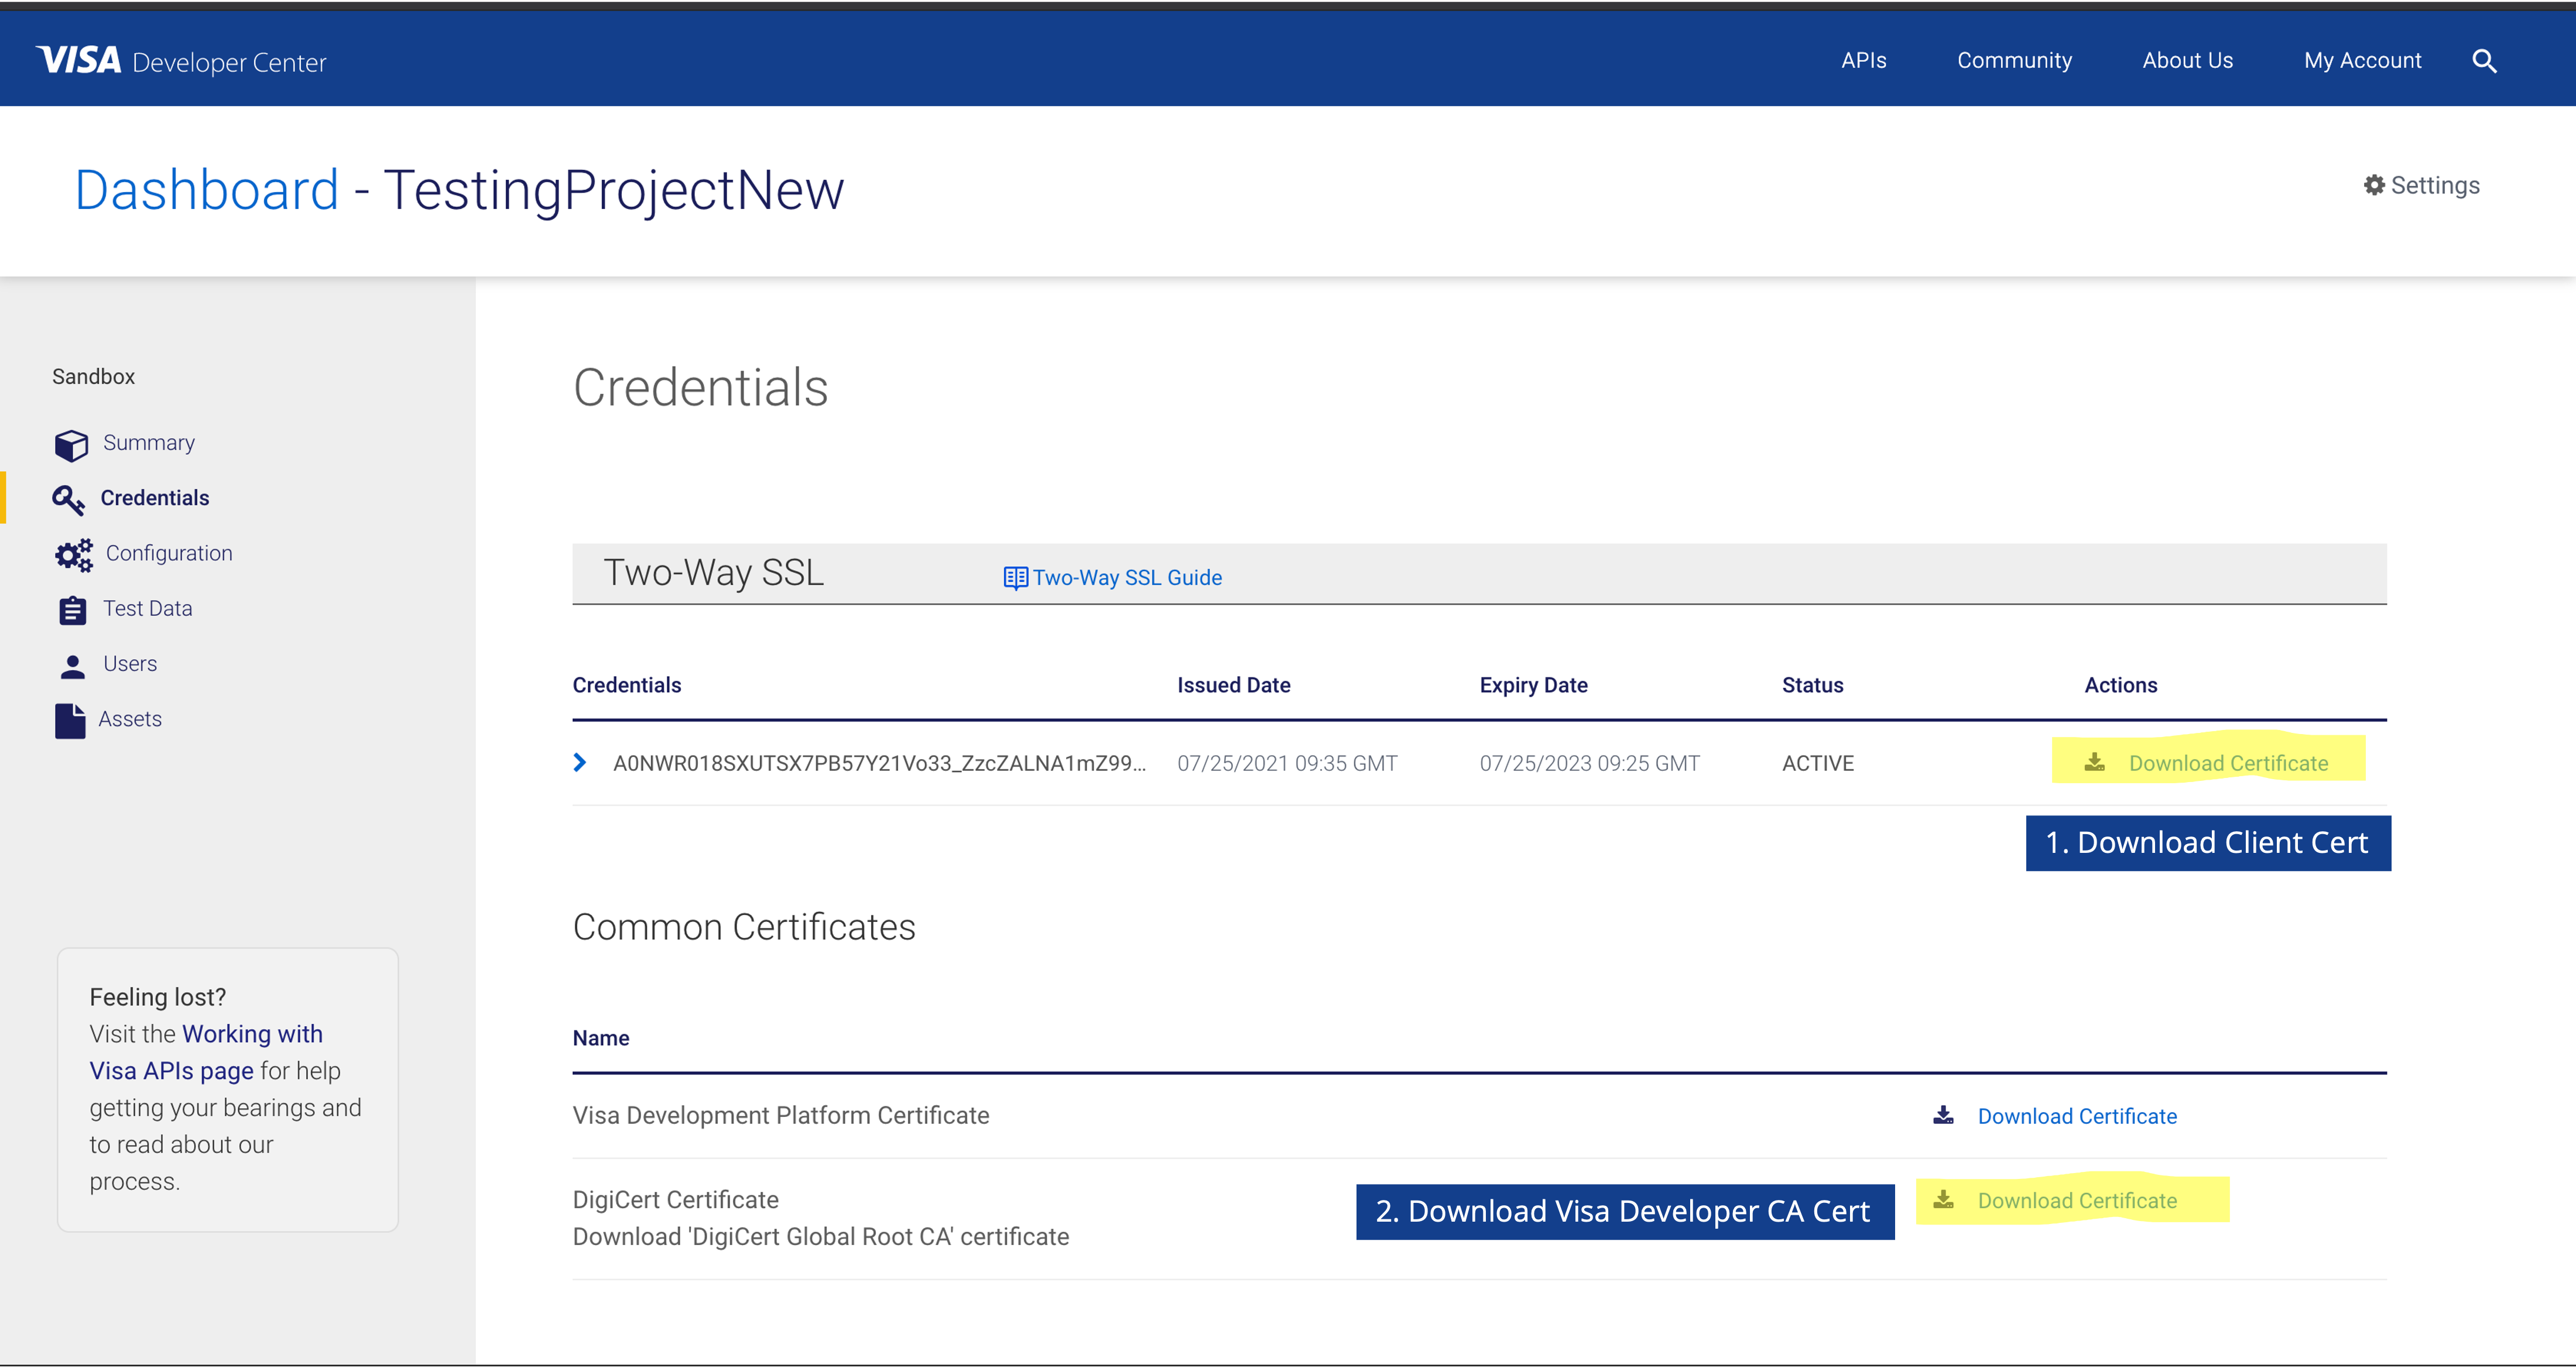 VISA Developer Center
APIs
Community
About Us
My Account
Dashboard - TestingProjectNew
Settings
Sandbox
Summary
Credentials
Configuration
Test Data
Users
Assets
Feeling lost?
Visit the Working with
Visa APIs page for help
getting your bearings and
to read about our
process.
Credentials
Two-Way SSL
Two-Way SSL Guide
Credentials Issued Date Expiry Date Status Actions
A0NWR018SXUTSX7PB57Y21Vo33_ZzcZALNA1mZ99... 07/25/2021 09:35 GMT 07/25/2023 09:25 GMT ACTIVE Download Certificate
1. Download Client Cert
Common Certificates
Name
Visa Development Platform Certificate Download Certificate
DigiCert Certificate Download Certificate
2. Download Visa Developer CA Cert
Download 'DigiCert Global Root CA' certificate